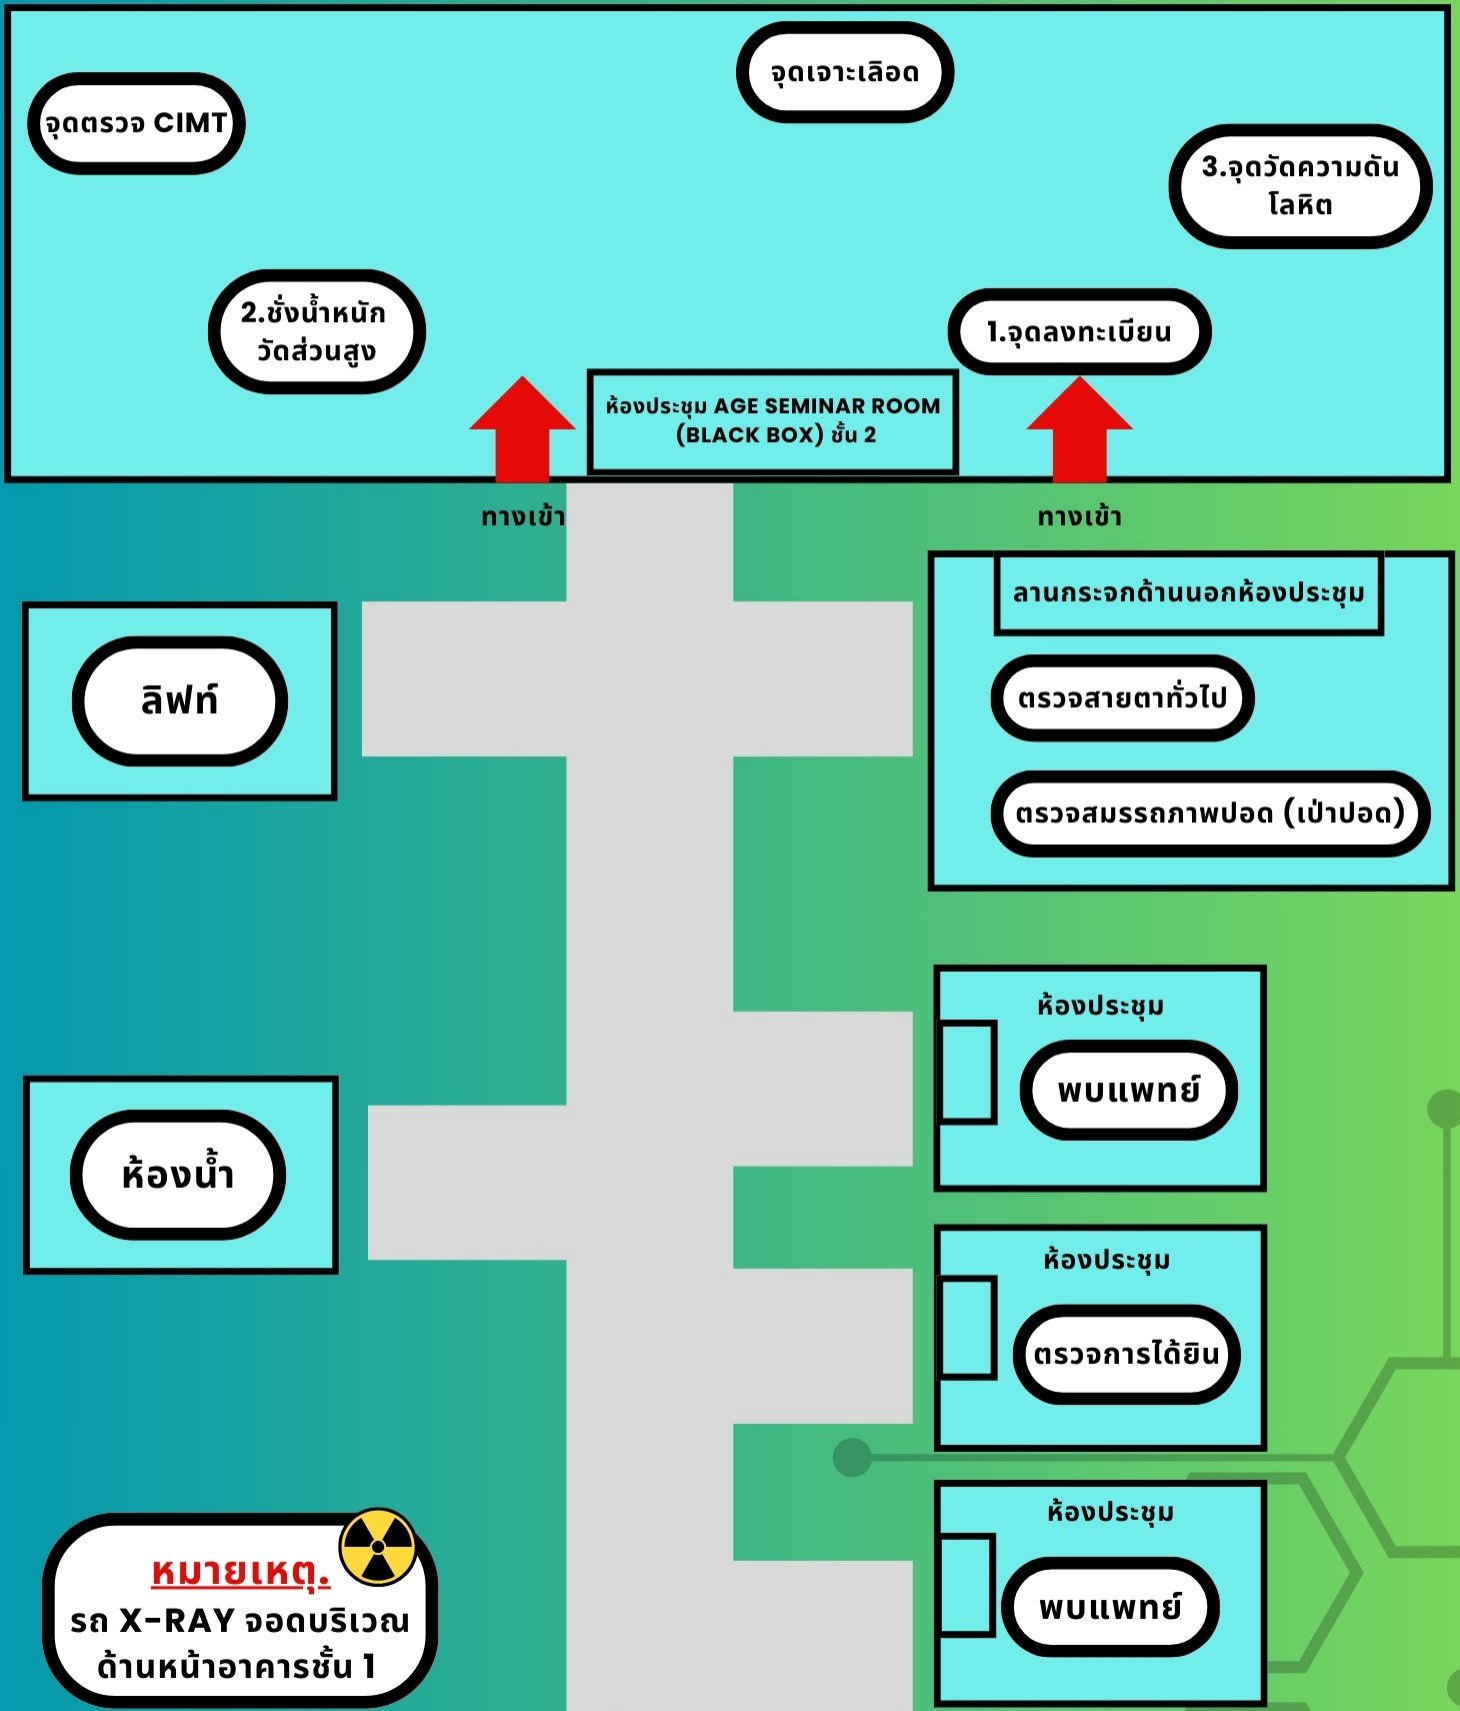 จุดเจาะเลือด
จุดตรวจ CIMT
3.จุดวัดความดัน
โลหิต
2.ชั่งน้ำหนัก
วัดส่วนสูง
1.จุดลงทะเบียน
ห้องประชุม AGE SEMINAR ROOM
(BLACK BOX) ชั้น 2
ทางเข้า
ทางเข้า
ลานกระจกด้านนอกห้องประชุม
ลิฟท์
ตรวจสายตาทั่วไป
ตรวจสมรรถภาพปอด (เป่าปอด)
ห้องประชุม
พบแพทย์
ห้องน้ำ
ห้องประชุม
ตรวจการได้ยิน
ห้องประชุม
พบแพทย์
หมายเหตุ.
รถ X-RAY จอดบริเวณ
ด้านหน้าอาคารชั้น 1